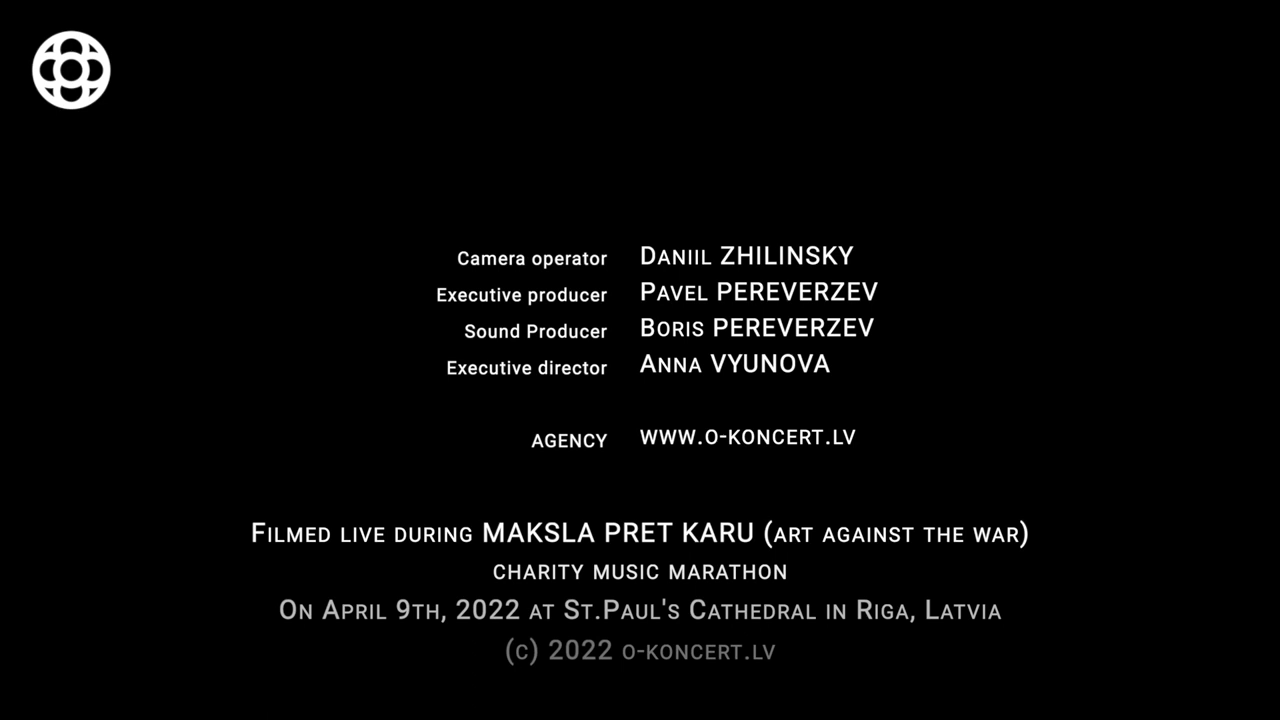 Camera operator Daniil ZHILINSKY
Executive producer Pavel PEREVERZEV
Sound Producer Boris PEREVERZEV
Executive director Anna VYUNOVA
AGENCY WWW.O-KONCERT.LV
Filmed live during MAKSLA PRET KARU (art against the war)
charity music marathon
On April 9th, 2022 at St.Paul's Cathedral in Riga, Latvia
(c) 2022 o-koncert.lv